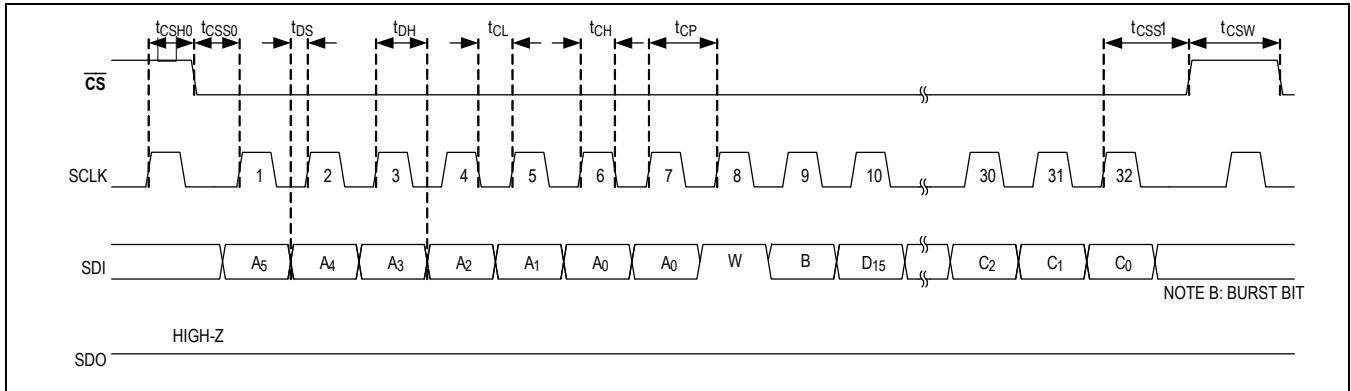 tCSH0 tCSS0 tDS tDH tCL tCH tCP tCSS1 tCSW
CS
SCLK 1 2 3 4 5 6 7 8 9 10 30 31 32
SDI A5 A4 A3 A2 A1 A0 A0 W B D15 C2 C1 C0
NOTE B: BURST BIT
HIGH-Z
SDO